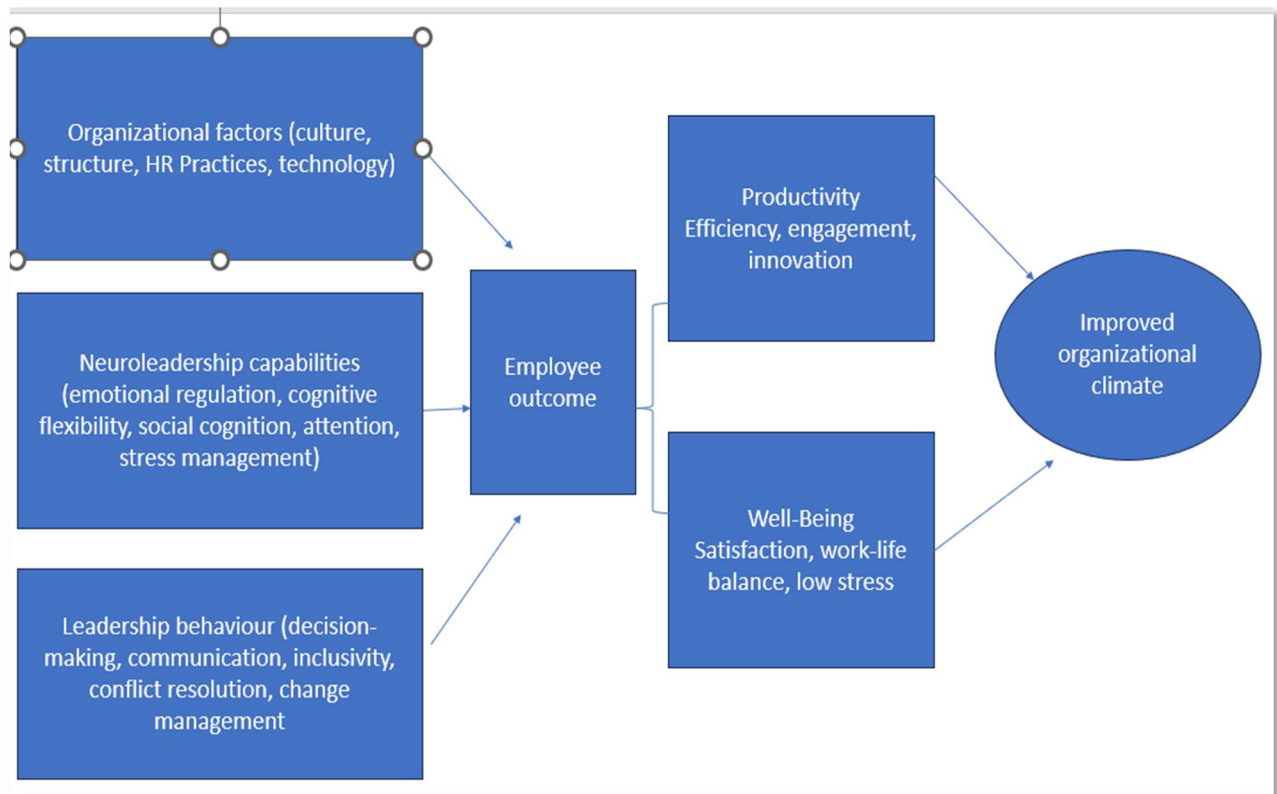 Organizational factors (culture,
structure, HR Practices, technology)
Neuroleadership capabilities
(emotional regulation, cognitive
flexibility, social cognition, attention,
stress management)
Leadership behaviour (decision-
making, communication, inclusivity,
conflict resolution, change
management
Employee
outcome
Productivity
Efficiency, engagement,
innovation
Well-Being
Satisfaction, work-life
balance, low stress
Improved
organizational
climate